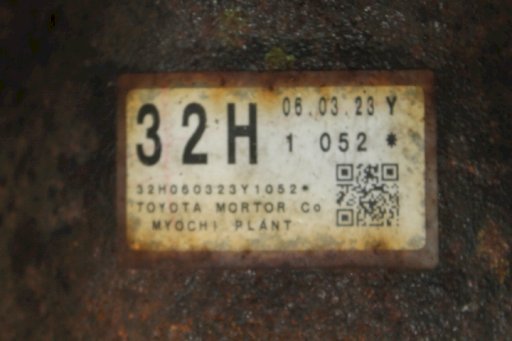 32H 06.03.23 Y
1 052 *
32H060323Y1052*
TOYOTA MORTOR Co
MYOCHI PLANT